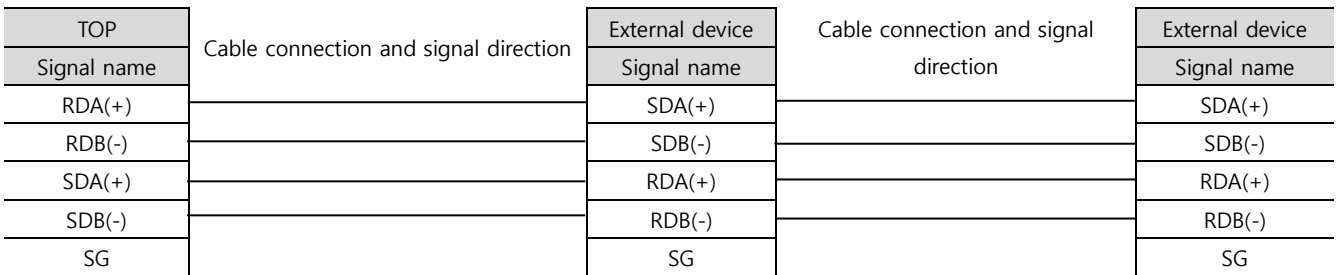 TOP Cable connection and signal direction External device Cable connection and signal direction External device
Signal name Signal name Signal name
RDA(+) SDA(+) SDA(+)
RDB(-) SDB(-) SDB(-)
SDA(+) RDA(+) RDA(+)
SDB(-) RDB(-) RDB(-)
SG SG SG